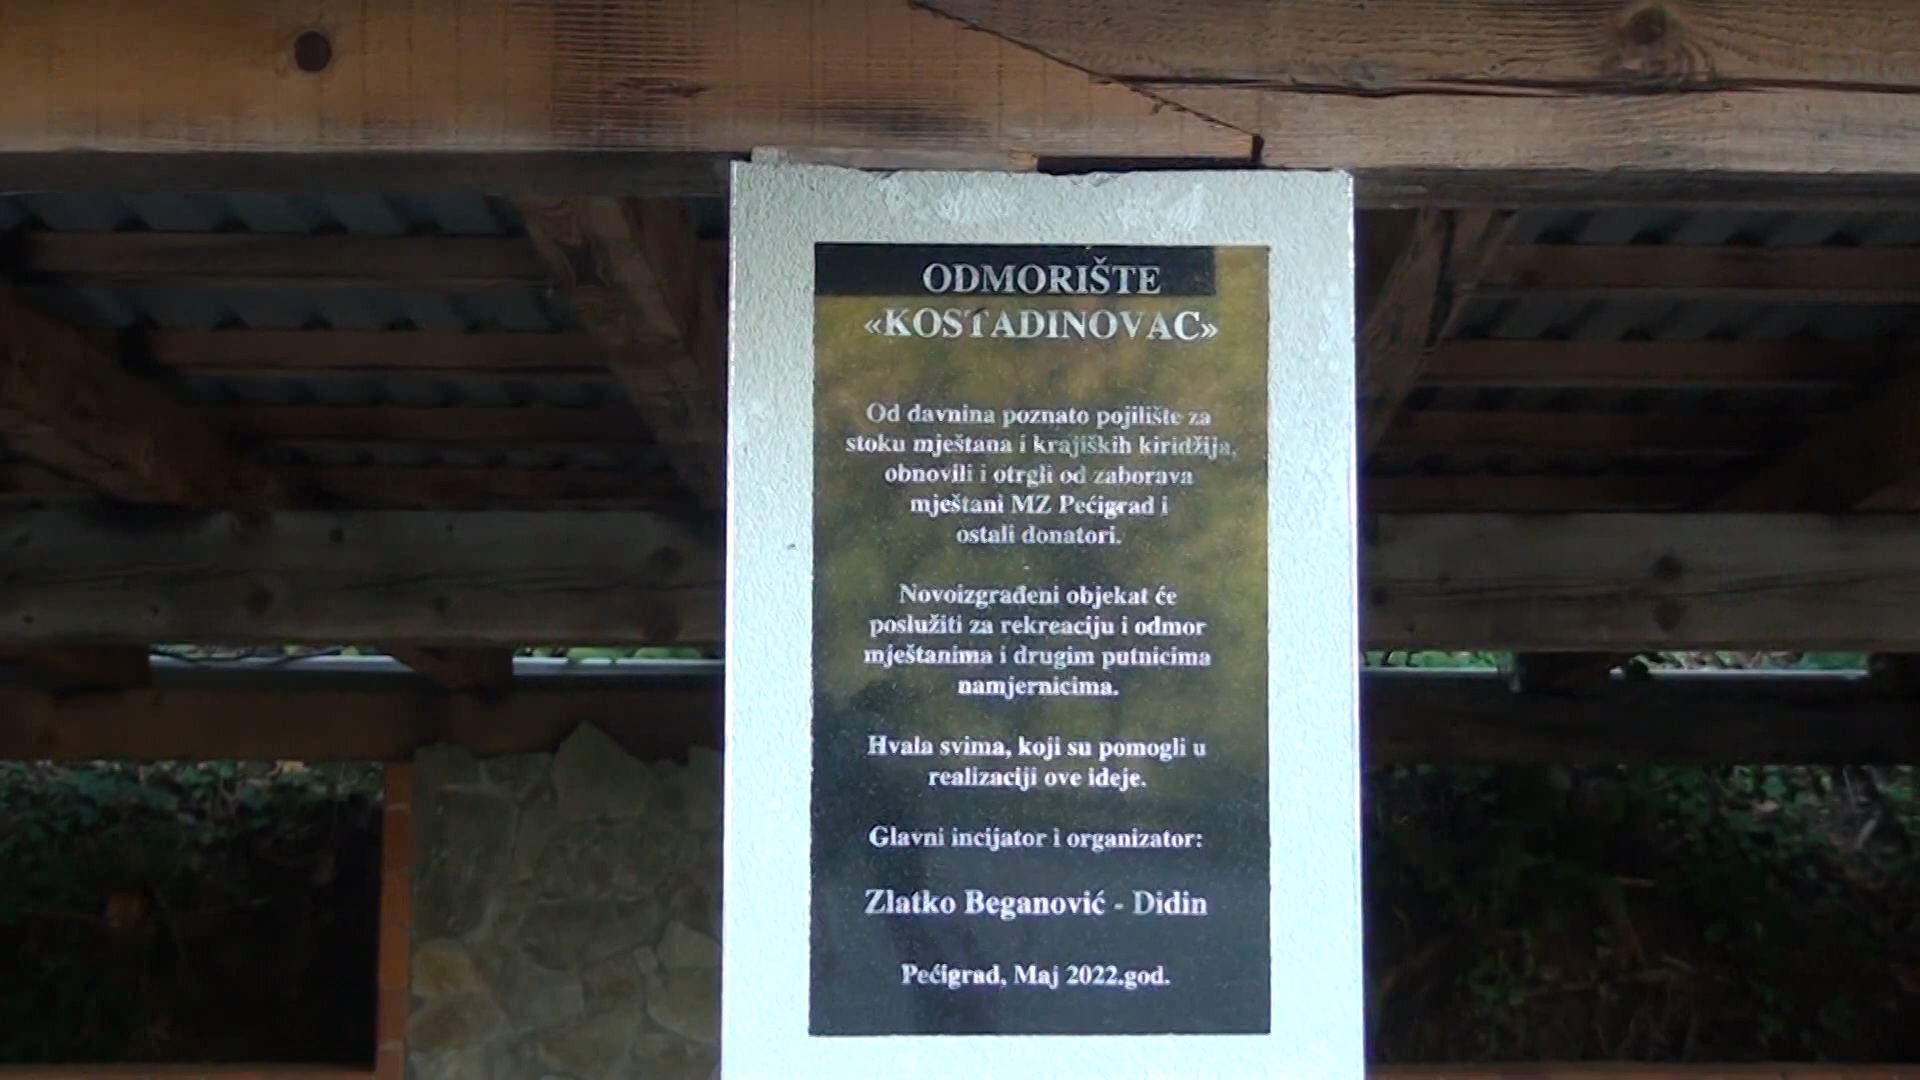 ODMORIŠTE
«KOSTADINOVAC»
Od davnina poznato pojilište za
stoku mještana i krajiških kiridžija,
obnovili i otrgli od zaborava
mještani MZ Pećigrad i
ostali donatori.
Novoizgrađeni objekat će
poslužiti za rekreaciju i odmor
mještanima i drugim putnicima
namjernicima.
Hvala svima, koji su pomogli u
realizaciji ove ideje.
Glavni incijator i organizator:
Zlatko Beganović - Didin
Pećigrad, Maj 2022.god.